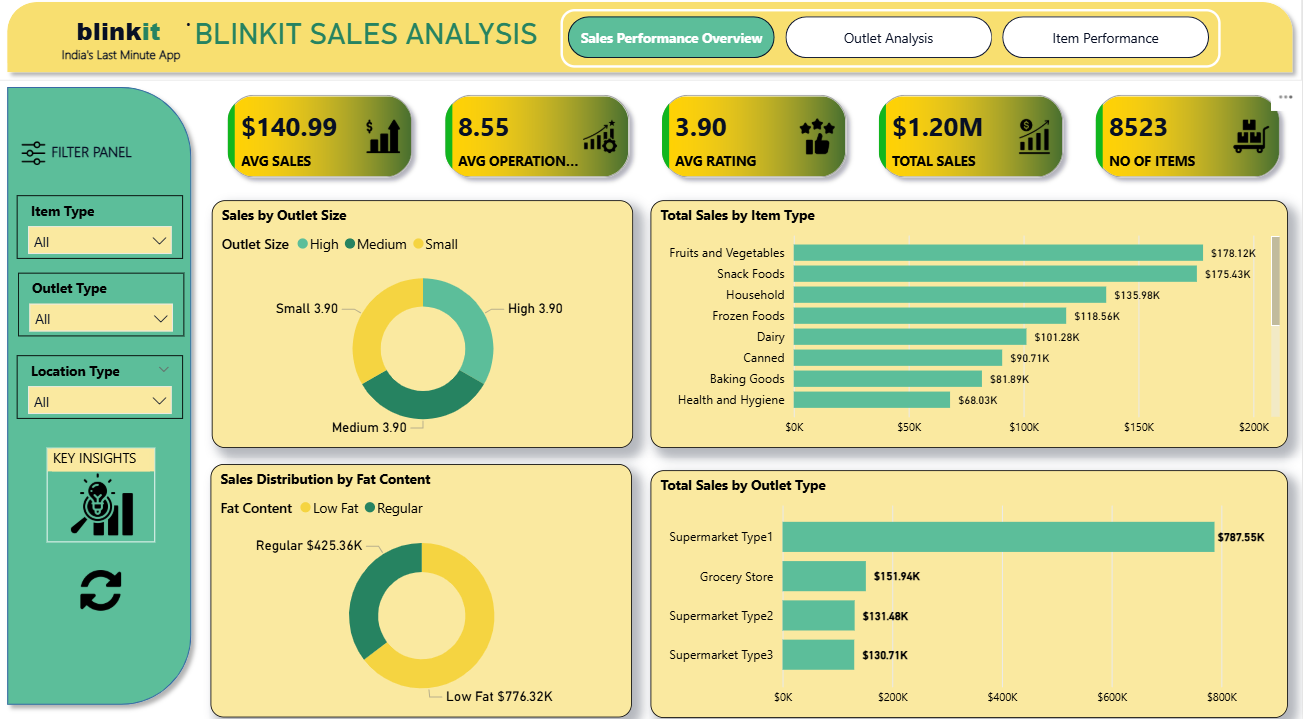 blinkit
India's Last Minute App
BLINKIT SALES ANALYSIS
Sales Performance Overview
Outlet Analysis
Item Performance
FILTER PANEL
Item Type
All
Outlet Type
All
Location Type
All
KEY INSIGHTS
$140.99
AVG SALES
8.55
AVG OPERATION...
3.90
AVG RATING
$1.20M
TOTAL SALES
8523
NO OF ITEMS
Sales by Outlet Size
Outlet Size High Medium Small
Small 3.90
High 3.90
Medium 3.90
Total Sales by Item Type
Fruits and Vegetables $178.12K
Snack Foods $175.43K
Household $135.98K
Frozen Foods $118.56K
Dairy $101.28K
Canned $90.71K
Baking Goods $81.89K
Health and Hygiene $68.03K
$0K $50K $100K $150K $200K
Sales Distribution by Fat Content
Fat Content Low Fat Regular
Regular $425.36K
Low Fat $776.32K
Total Sales by Outlet Type
Supermarket Type1 $787.55K
Grocery Store $151.94K
Supermarket Type2 $131.48K
Supermarket Type3 $130.71K
$0K $200K $400K $600K $800K